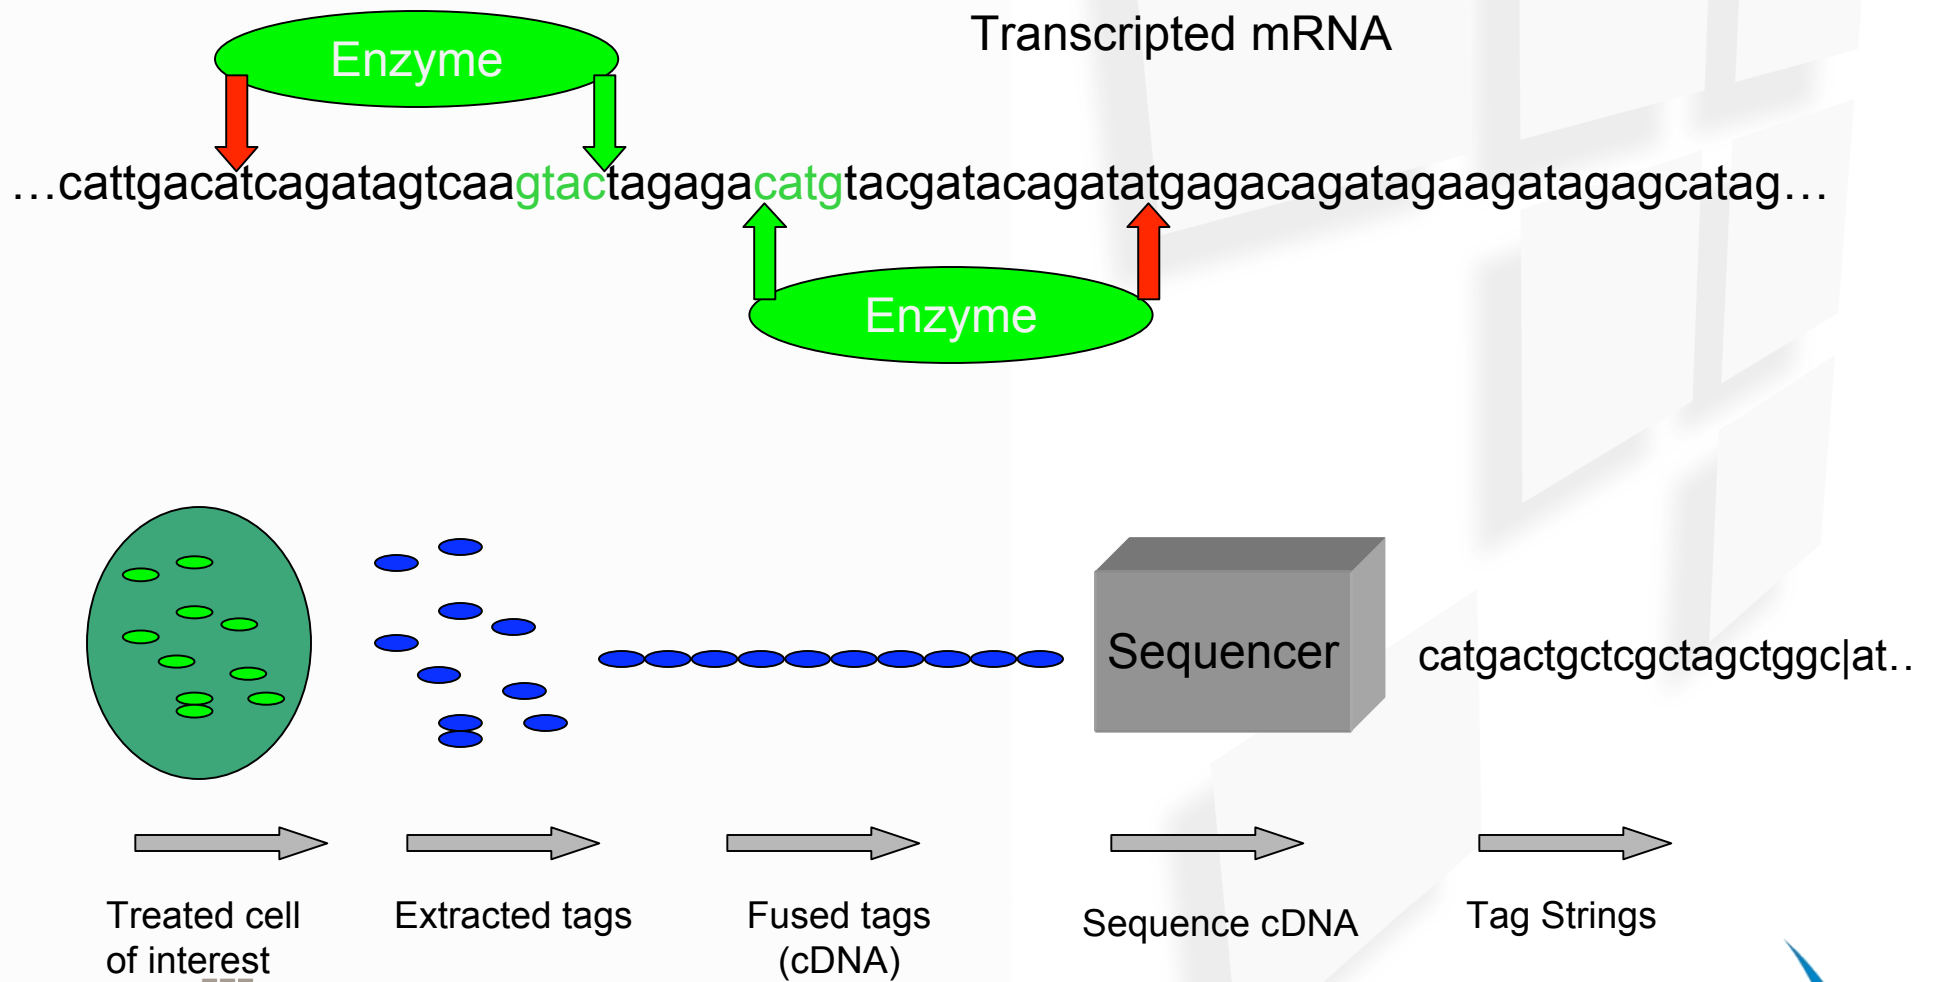 Transcripted mRNA
Enzyme
…cattgacatcagatagtcaagtactagagacatgtacgatacagatatgagacagatagaagatagagcatag…
Enzyme
Sequencer
catgactgctcgctagctggc|at..
Treated cell
of interest
Extracted tags
Fused tags
(cDNA)
Sequence cDNA
Tag Strings